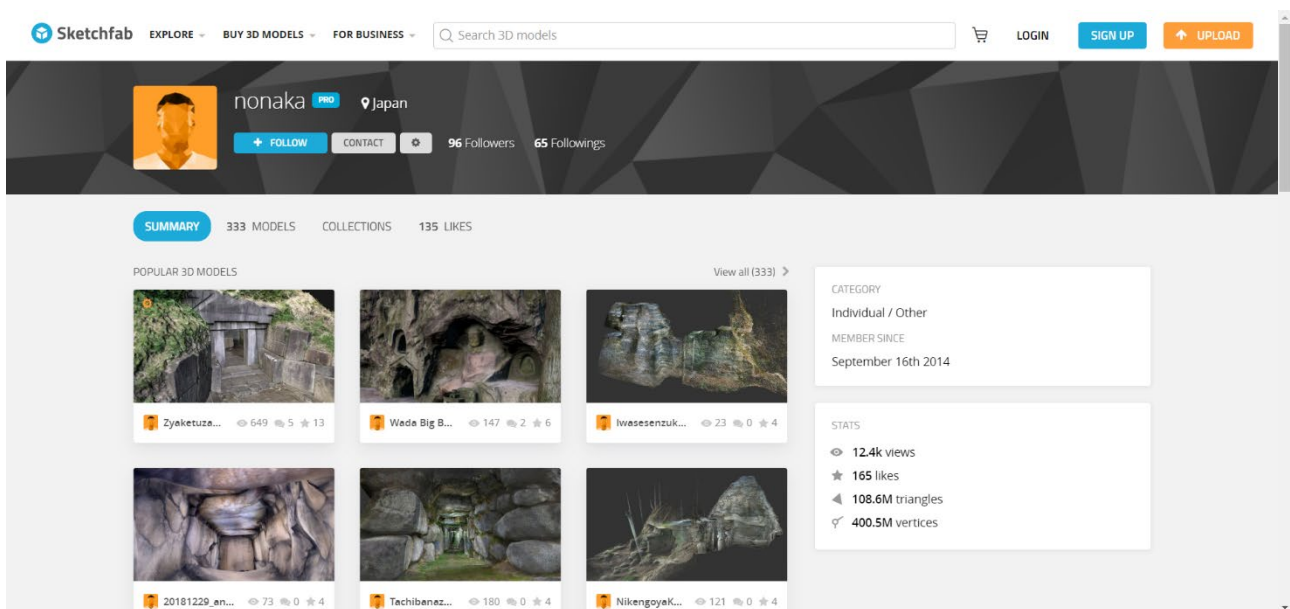 Sketchfab EXPLORE BUY 3D MODELS FOR BUSINESS Search 3D models LOGIN SIGN UP UPLOAD
nonaka PRO Japan
+ FOLLOW CONTACT 96 Followers 65 Followings
SUMMARY 333 MODELS COLLECTIONS 135 LIKES
POPULAR 3D MODELS View all (333)
Zyaketuza... 649 5 13
Wada Big B... 147 2 6
Iwasesenzuk... 23 0 4
20181229_an... 73 0 4
Tachibanaz... 180 0 4
NikengoyaK... 121 0 4
CATEGORY
Individual / Other
MEMBER SINCE
September 16th 2014
STATS
12.4k views
165 likes
108.6M triangles
400.5M vertices